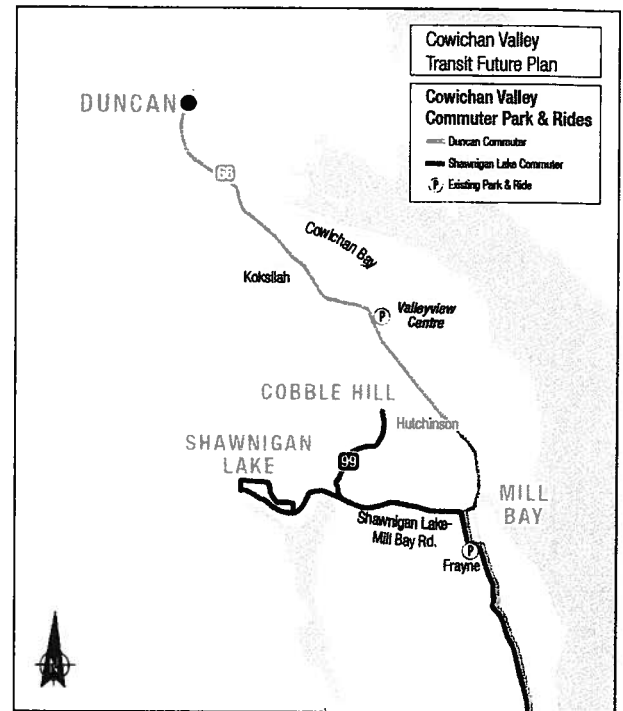 Cowichan Valley
Transit Future Plan
Cowichan Valley
Commuter Park & Rides
Duncan Commuter
Shawnigan Lake Commuter
P Existing Park & Ride
DUNCAN
66
Cowichan Bay
Koksilah
P
Valleyview
Centre
COBBLE HILL
Hutchinson
SHAWNIGAN
LAKE
99
MILL
BAY
Shawnigan Lake-
Mill Bay Rd.
P
Frayne
N